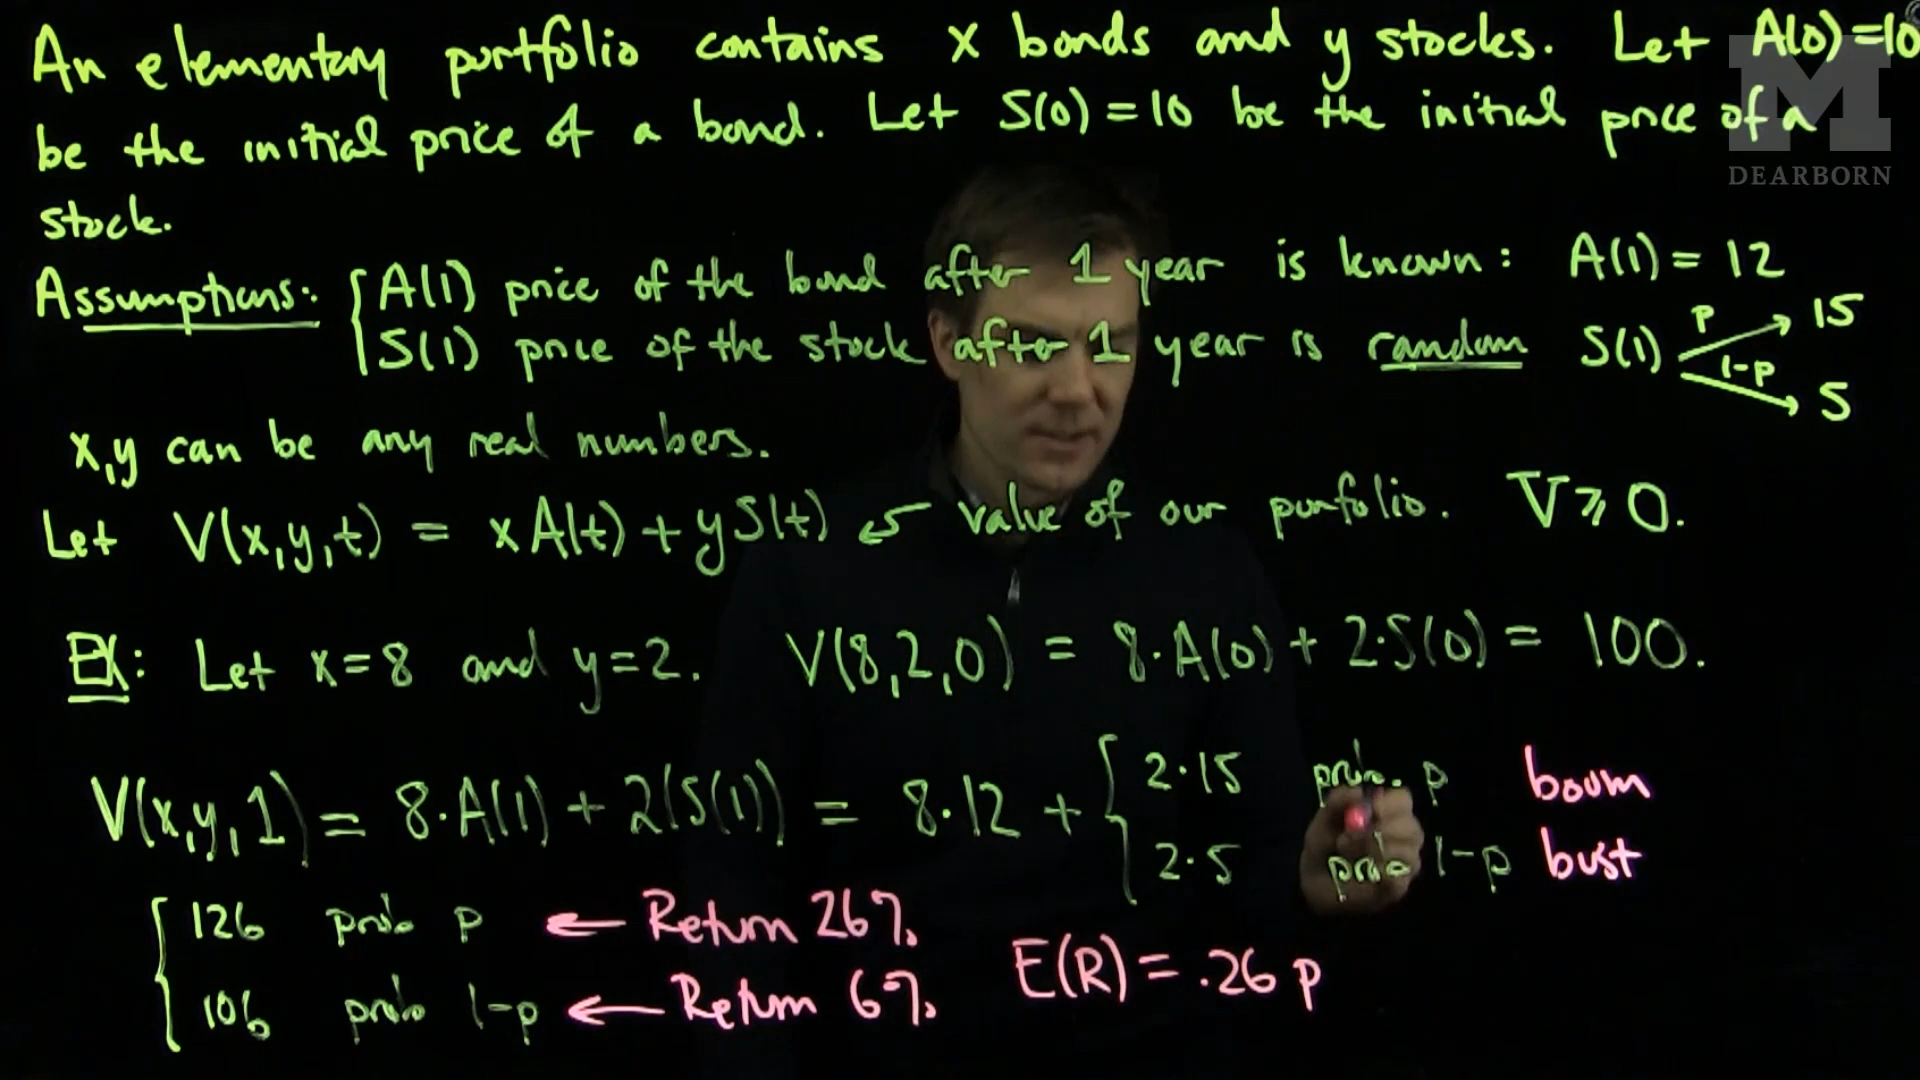 An elementary portfolio contains x bonds and y stocks. Let A(0)=10
be the initial price of a bond. Let S(0)=10 be the initial price of a
stock.
Assumptions: { A(1) price of the bond after 1 year is known: A(1)=12
S(1) price of the stock after 1 year is random S(1) p 15
1-p 5
x,y can be any real numbers.
Let V(x,y,t) = xA(t) + yS(t) ← value of our portfolio. V ≥ 0.
EX: Let x=8 and y=2. V(8,2,0) = 8·A(0) + 2·S(0) = 100.
V(x,y,1) = 8·A(1) + 2(S(1)) = 8·12 + { 2·15 prob. p boom
2·5 prob 1-p bust
{ 126 prob p ← Return 26%
106 prob 1-p ← Return 6%
E(R) = .26 p
M
DEARBORN